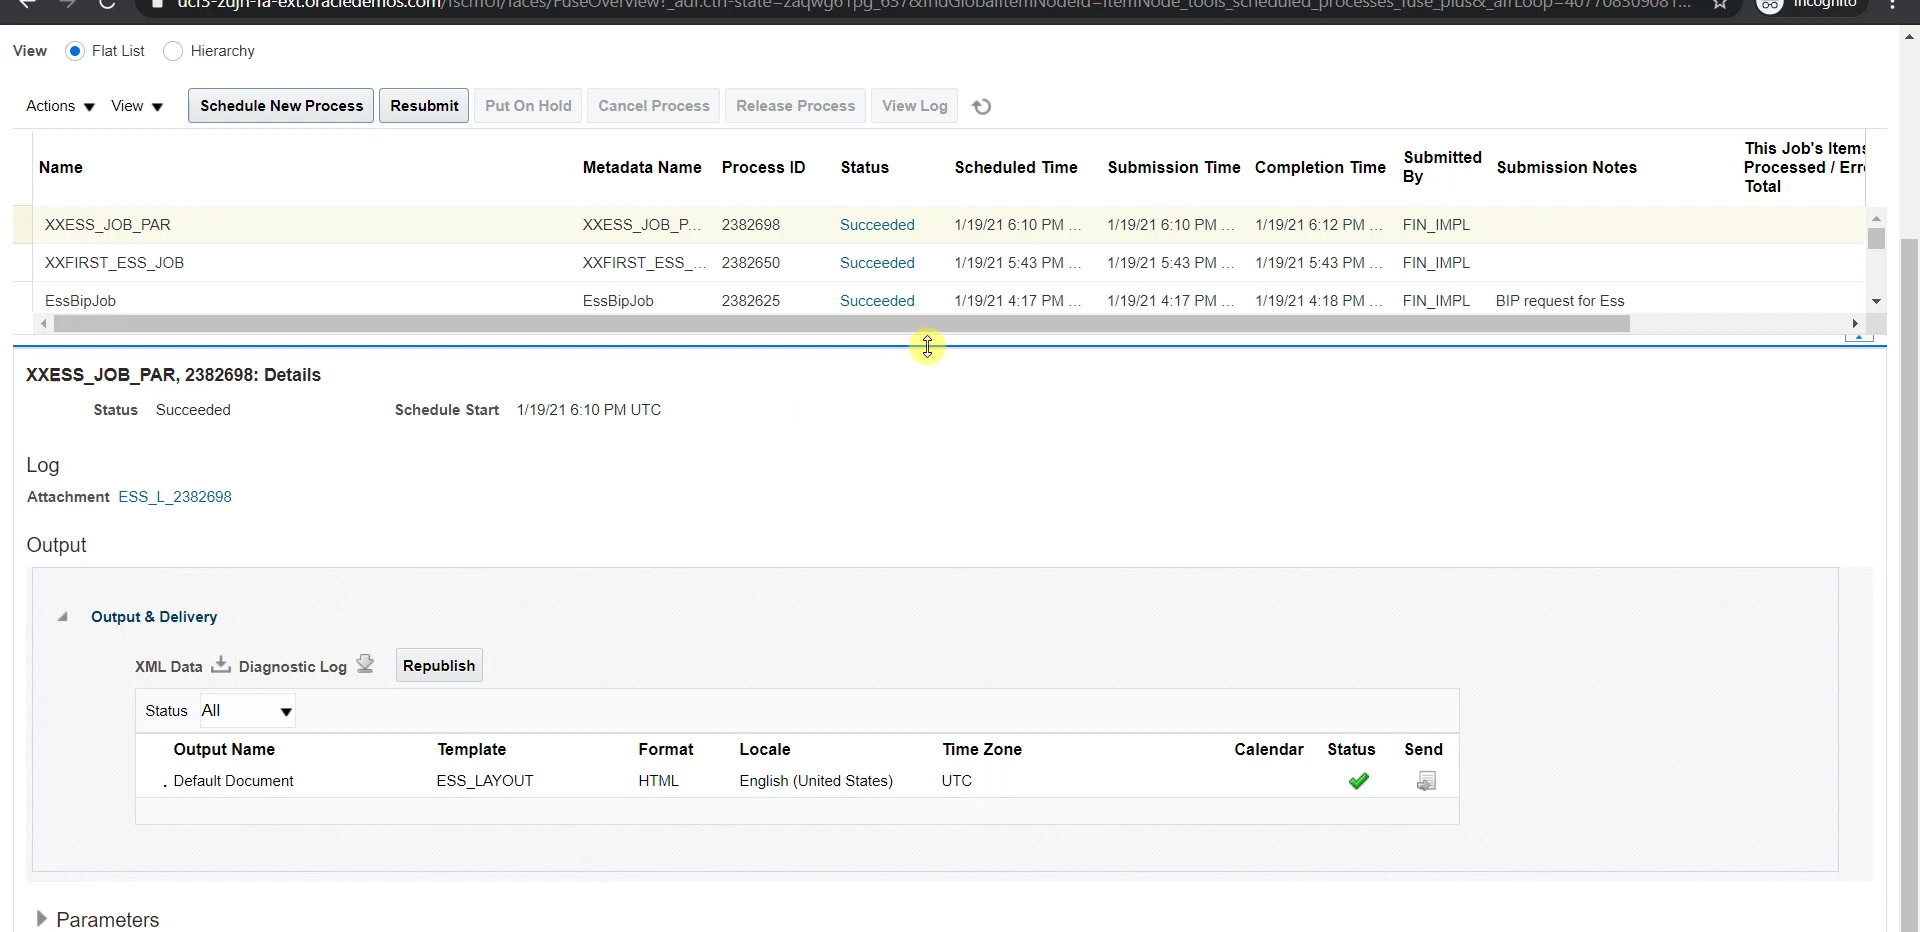 View Flat List Hierarchy
Actions View Schedule New Process Resubmit Put On Hold Cancel Process Release Process View Log
Name Metadata Name Process ID Status Scheduled Time Submission Time Completion Time Submitted By Submission Notes This Job's Items Processed / Erro Total
XXESS_JOB_PAR XXESS_JOB_P... 2382698 Succeeded 1/19/21 6:10 PM ... 1/19/21 6:10 PM ... 1/19/21 6:12 PM ... FIN_IMPL
XXFIRST_ESS_JOB XXFIRST_ESS_... 2382650 Succeeded 1/19/21 5:43 PM ... 1/19/21 5:43 PM ... 1/19/21 5:43 PM ... FIN_IMPL
EssBipJob EssBipJob 2382625 Succeeded 1/19/21 4:17 PM ... 1/19/21 4:17 PM ... 1/19/21 4:18 PM ... FIN_IMPL BIP request for Ess
XXESS_JOB_PAR, 2382698: Details
Status Succeeded Schedule Start 1/19/21 6:10 PM UTC
Log
Attachment ESS_L_2382698
Output
Output & Delivery
XML Data Diagnostic Log Republish
Status All
Output Name Template Format Locale Time Zone Calendar Status Send
. Default Document ESS_LAYOUT HTML English (United States) UTC
Parameters